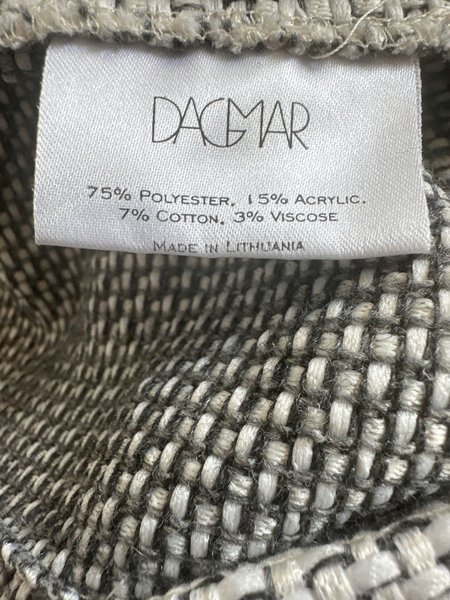 DAGMAR
75% POLYESTER, 15% ACRYLIC.
7% COTTON, 3% VISCOSE
MADE IN LITHUANIA